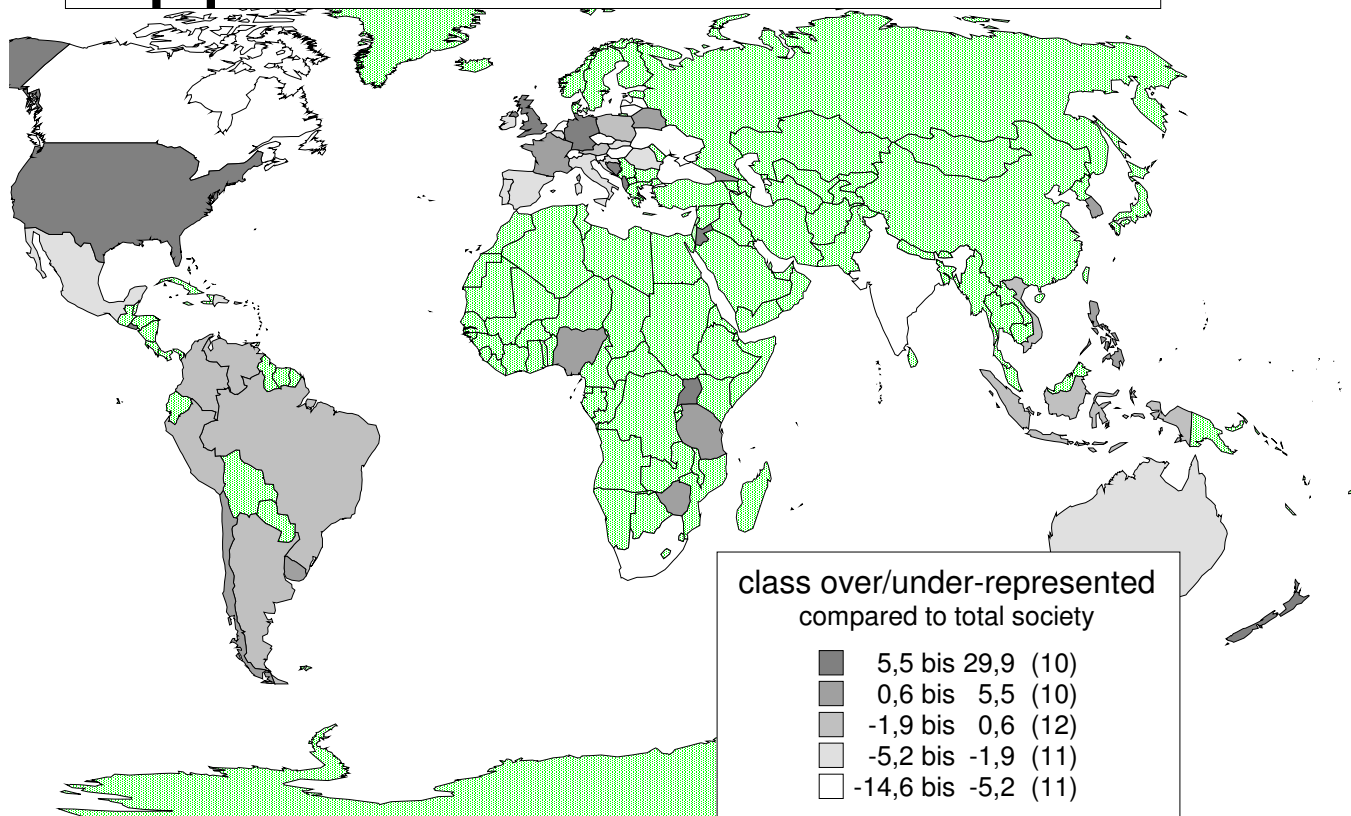 class over/under-represented
compared to total society
5,5 bis 29,9 (10)
0,6 bis 5,5 (10)
-1,9 bis 0,6 (12)
-5,2 bis -1,9 (11)
-14,6 bis -5,2 (11)